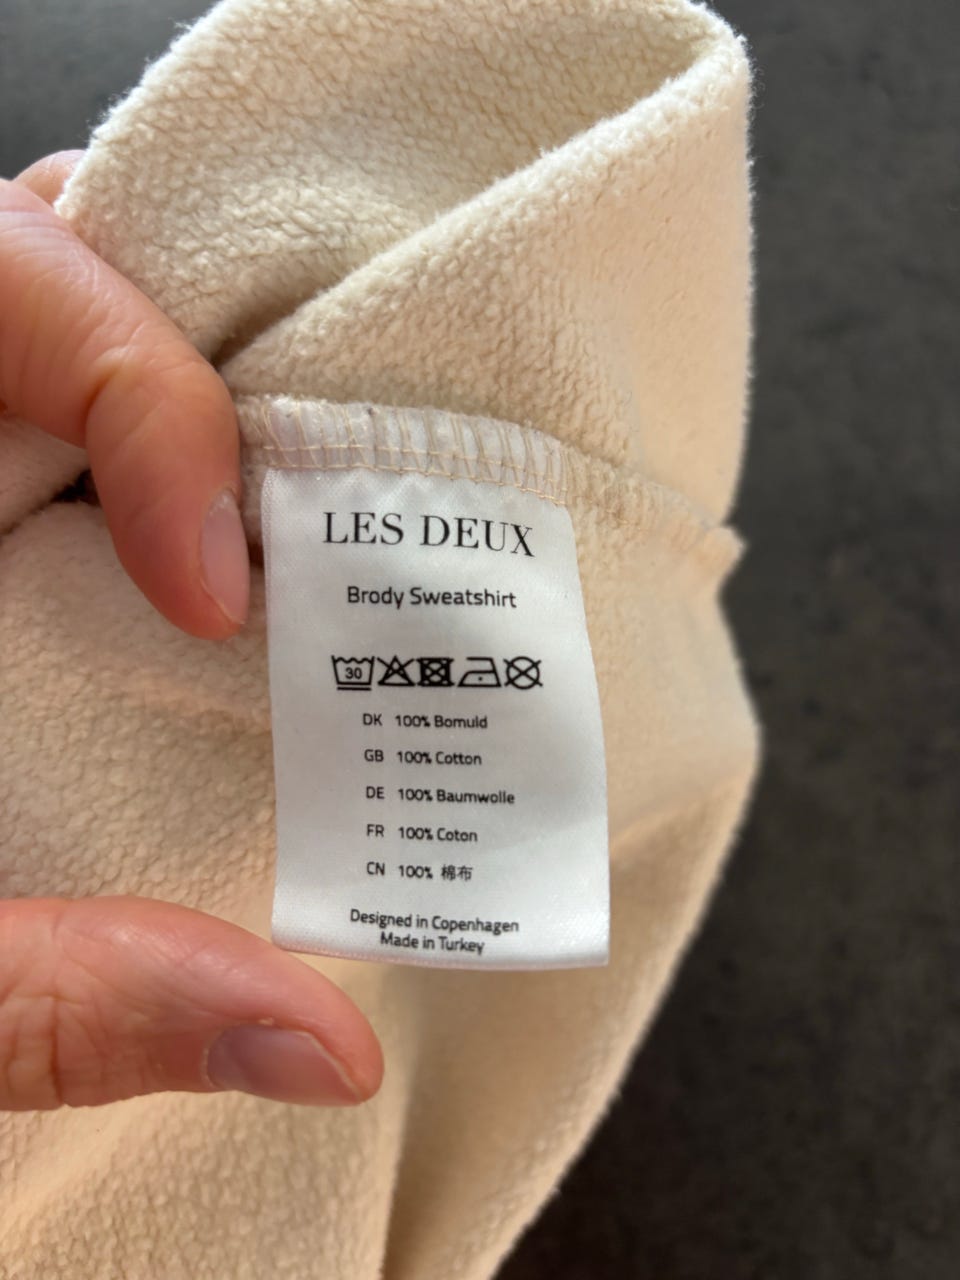 LES DEUX
Brody Sweatshirt
30
DK 100% Bomuld
GB 100% Cotton
DE 100% Baumwolle
FR 100% Coton
CN 100% 棉布
Designed in Copenhagen
Made in Turkey